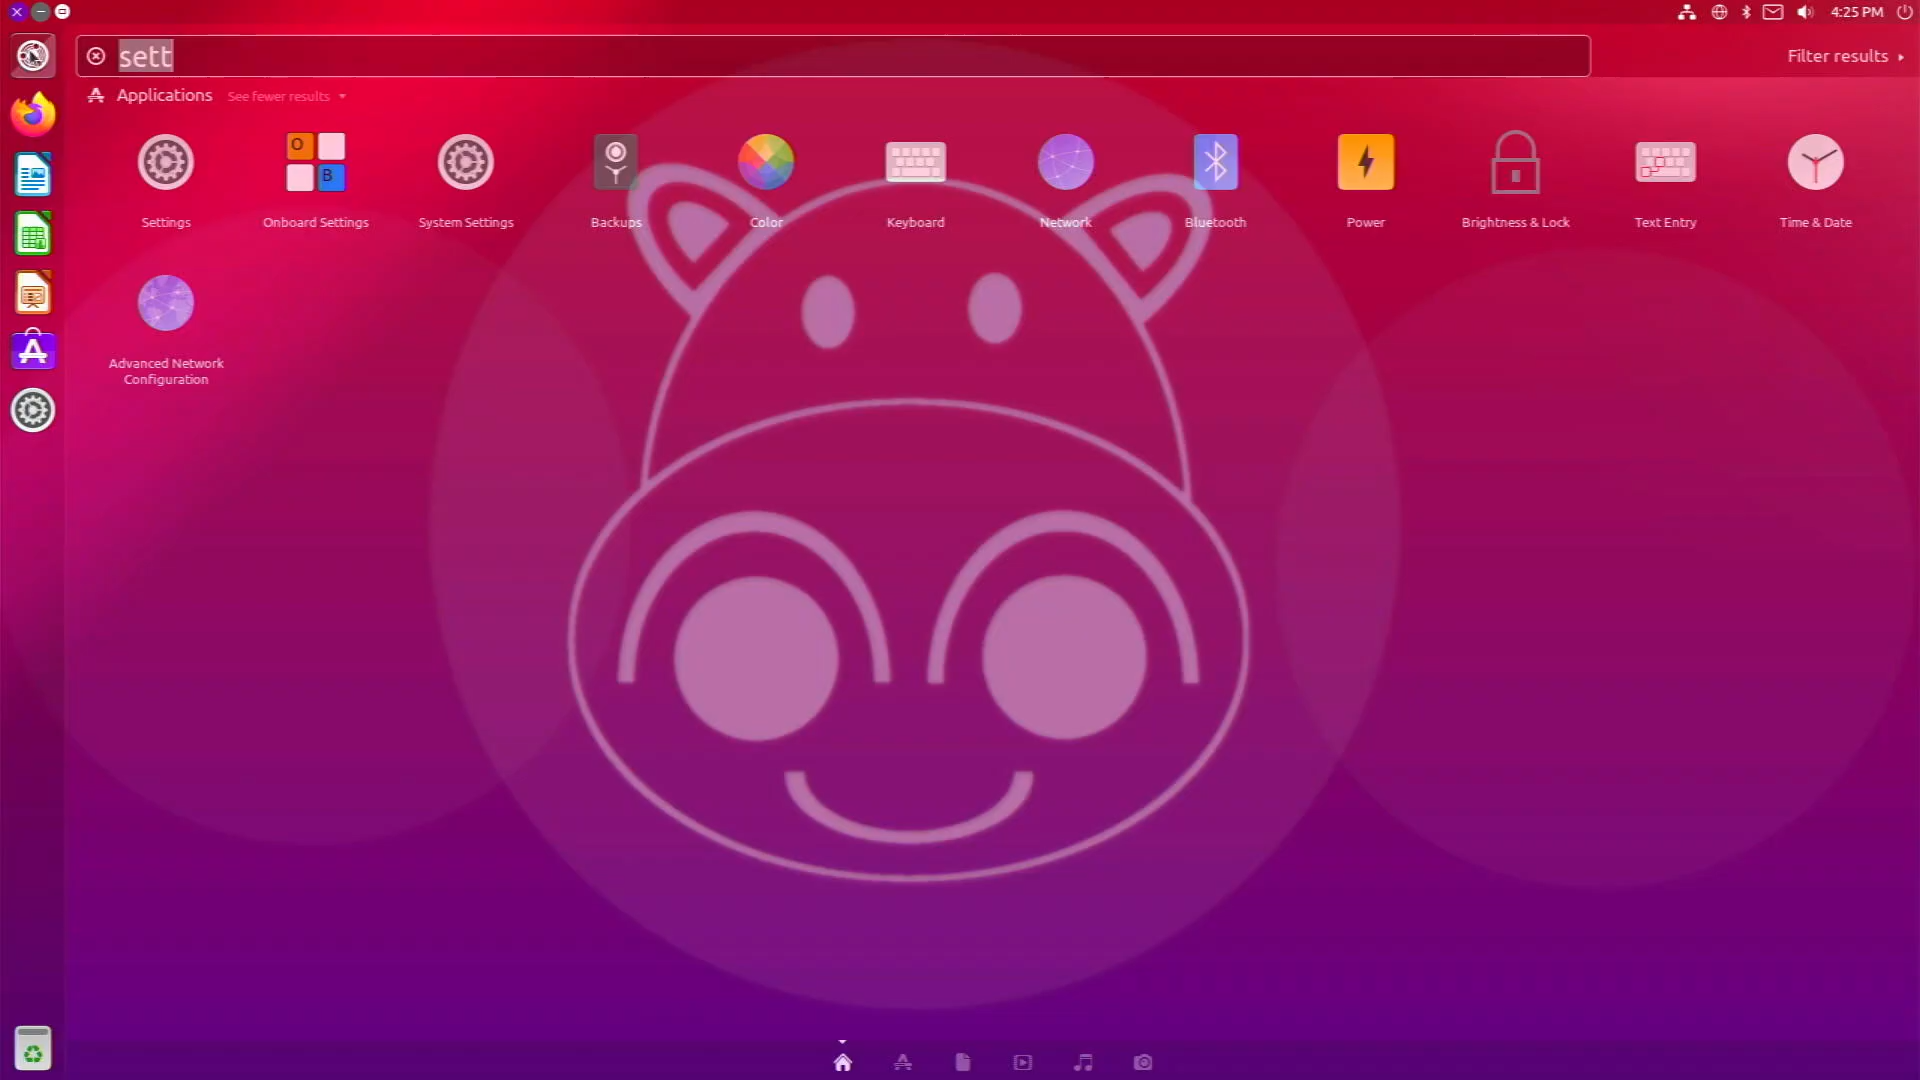 4:25 PM
sett
Filter results
Applications See fewer results
Settings
O
B
Onboard Settings
System Settings
Backups
Color
Keyboard
Network
Bluetooth
Power
Brightness & Lock
Text Entry
Time & Date
Advanced Network
Configuration